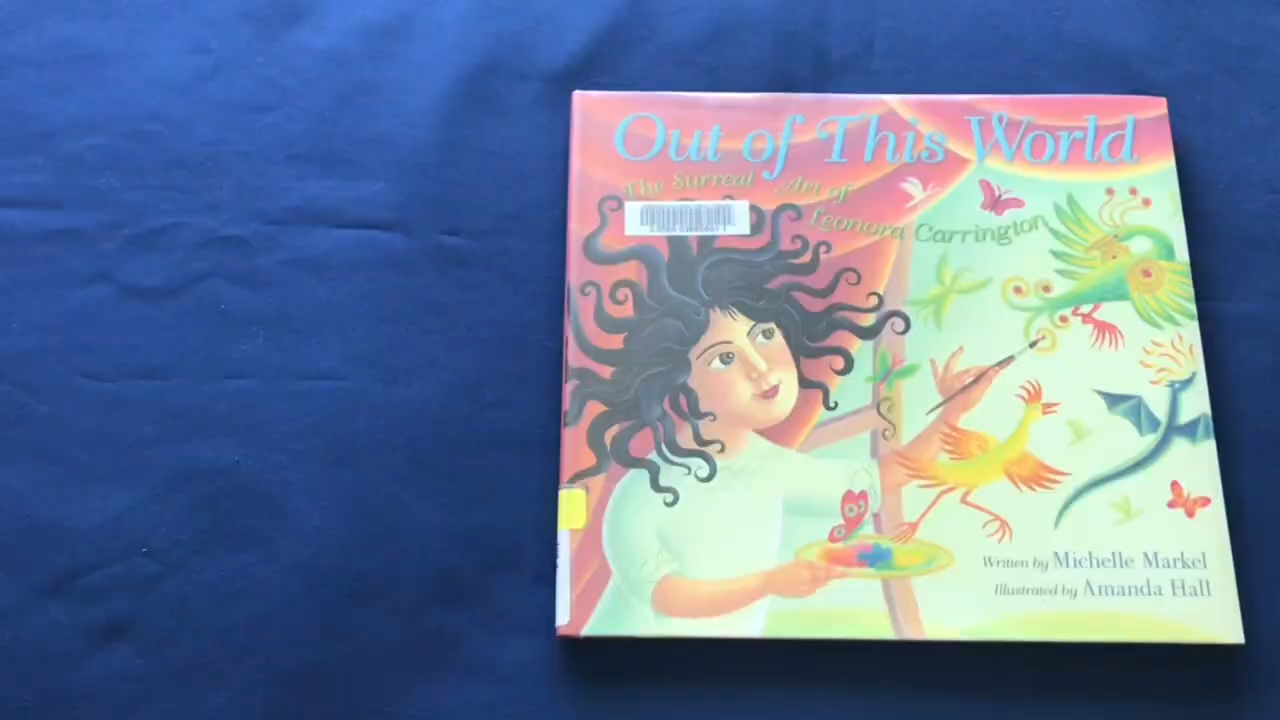 Out of This World
The Surreal Art of
Leonora Carrington
Written by Michelle Markel
Illustrated by Amanda Hall